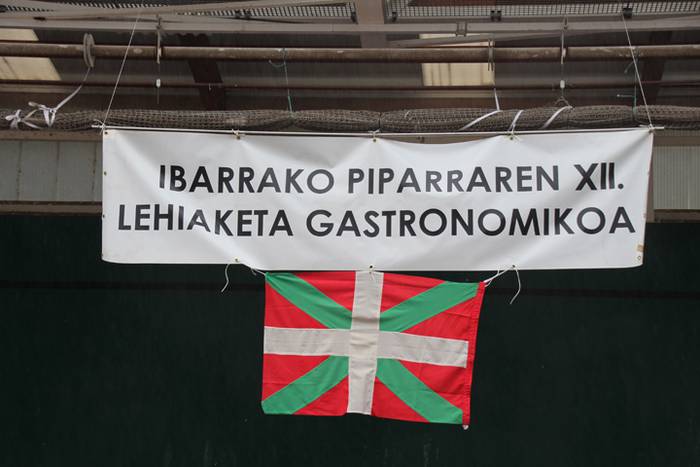 IBARRAKO PIPARRAREN XII.
LEHIAKETA GASTRONOMIKOA